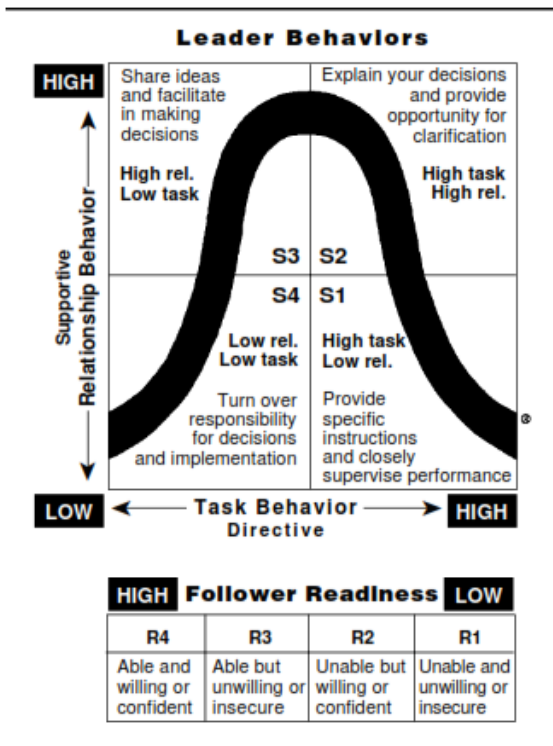 Leader Behaviors
HIGH
Share ideas
and facilitate
in making
decisions
High rel.
Low task
Explain your decisions
and provide
opportunity for
clarification
High task
High rel.
S3
S2
S4
S1
Low rel.
Low task
Turn over
responsibility
for decisions
and implementation
High task
Low rel.
Provide
specific
instructions
and closely
supervise performance
®
Supportive
Relationship Behavior
LOW
Task Behavior
Directive
HIGH
HIGH Follower Readiness LOW
R4 R3 R2 R1
Able and
willing or
confident
Able but
unwilling or
insecure
Unable but
willing or
confident
Unable and
unwilling or
insecure